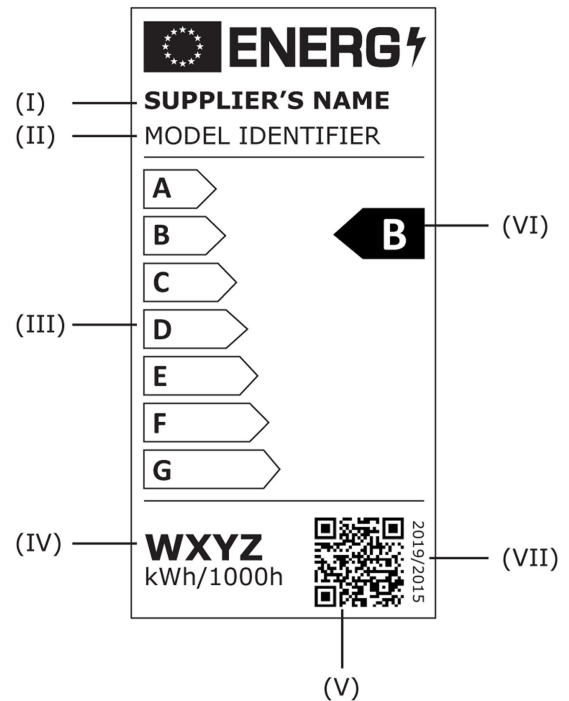 ENERG
(I)
SUPPLIER'S NAME
(II)
MODEL IDENTIFIER
A
B
B
(VI)
C
(III)
D
E
F
G
(IV)
WXYZ
kWh/1000h
2019/2015
(VII)
(V)